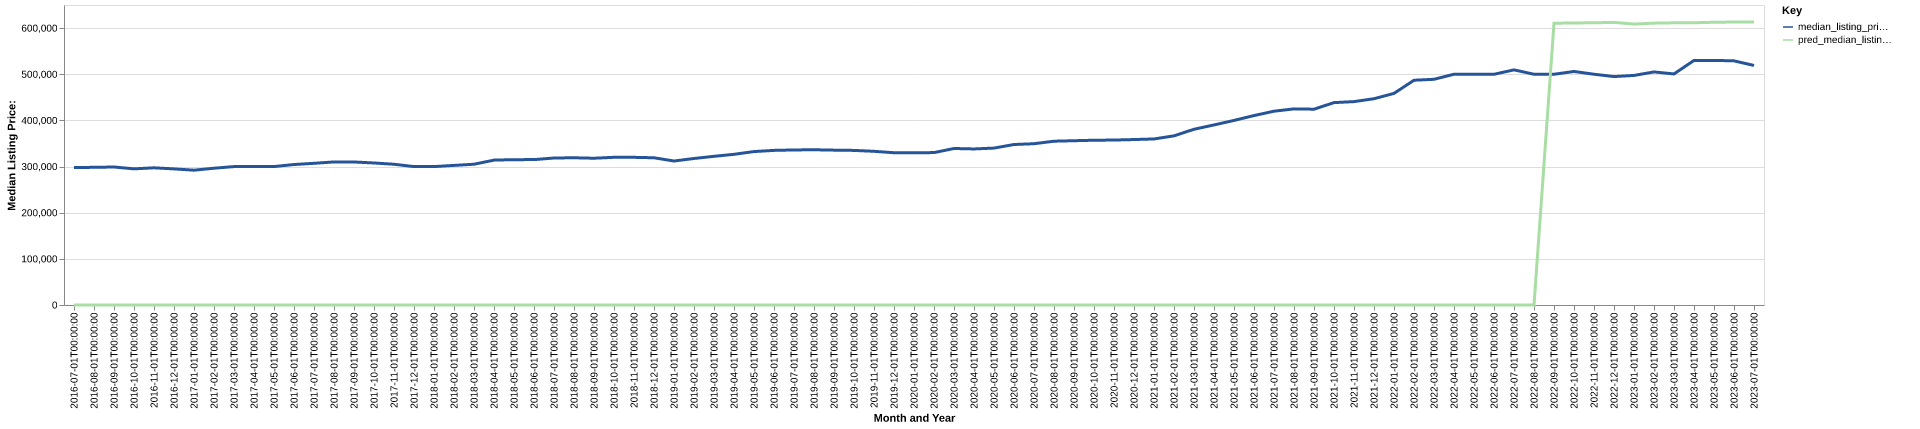 Key
median_listing_pri…
pred_median_listin…
Median Listing Price:
600,000
500,000
400,000
300,000
200,000
100,000
0
2016-07-01T00:00:00
2016-08-01T00:00:00
2016-09-01T00:00:00
2016-10-01T00:00:00
2016-11-01T00:00:00
2016-12-01T00:00:00
2017-01-01T00:00:00
2017-02-01T00:00:00
2017-03-01T00:00:00
2017-04-01T00:00:00
2017-05-01T00:00:00
2017-06-01T00:00:00
2017-07-01T00:00:00
2017-08-01T00:00:00
2017-09-01T00:00:00
2017-10-01T00:00:00
2017-11-01T00:00:00
2017-12-01T00:00:00
2018-01-01T00:00:00
2018-02-01T00:00:00
2018-03-01T00:00:00
2018-04-01T00:00:00
2018-05-01T00:00:00
2018-06-01T00:00:00
2018-07-01T00:00:00
2018-08-01T00:00:00
2018-09-01T00:00:00
2018-10-01T00:00:00
2018-11-01T00:00:00
2018-12-01T00:00:00
2019-01-01T00:00:00
2019-02-01T00:00:00
2019-03-01T00:00:00
2019-04-01T00:00:00
2019-05-01T00:00:00
2019-06-01T00:00:00
2019-07-01T00:00:00
2019-08-01T00:00:00
2019-09-01T00:00:00
2019-10-01T00:00:00
2019-11-01T00:00:00
2019-12-01T00:00:00
2020-01-01T00:00:00
2020-02-01T00:00:00
2020-03-01T00:00:00
2020-04-01T00:00:00
2020-05-01T00:00:00
2020-06-01T00:00:00
2020-07-01T00:00:00
2020-08-01T00:00:00
2020-09-01T00:00:00
2020-10-01T00:00:00
2020-11-01T00:00:00
2020-12-01T00:00:00
2021-01-01T00:00:00
2021-02-01T00:00:00
2021-03-01T00:00:00
2021-04-01T00:00:00
2021-05-01T00:00:00
2021-06-01T00:00:00
2021-07-01T00:00:00
2021-08-01T00:00:00
2021-09-01T00:00:00
2021-10-01T00:00:00
2021-11-01T00:00:00
2021-12-01T00:00:00
2022-01-01T00:00:00
2022-02-01T00:00:00
2022-03-01T00:00:00
2022-04-01T00:00:00
2022-05-01T00:00:00
2022-06-01T00:00:00
2022-07-01T00:00:00
2022-08-01T00:00:00
2022-09-01T00:00:00
2022-10-01T00:00:00
2022-11-01T00:00:00
2022-12-01T00:00:00
2023-01-01T00:00:00
2023-02-01T00:00:00
2023-03-01T00:00:00
2023-04-01T00:00:00
2023-05-01T00:00:00
2023-06-01T00:00:00
2023-07-01T00:00:00
Month and Year